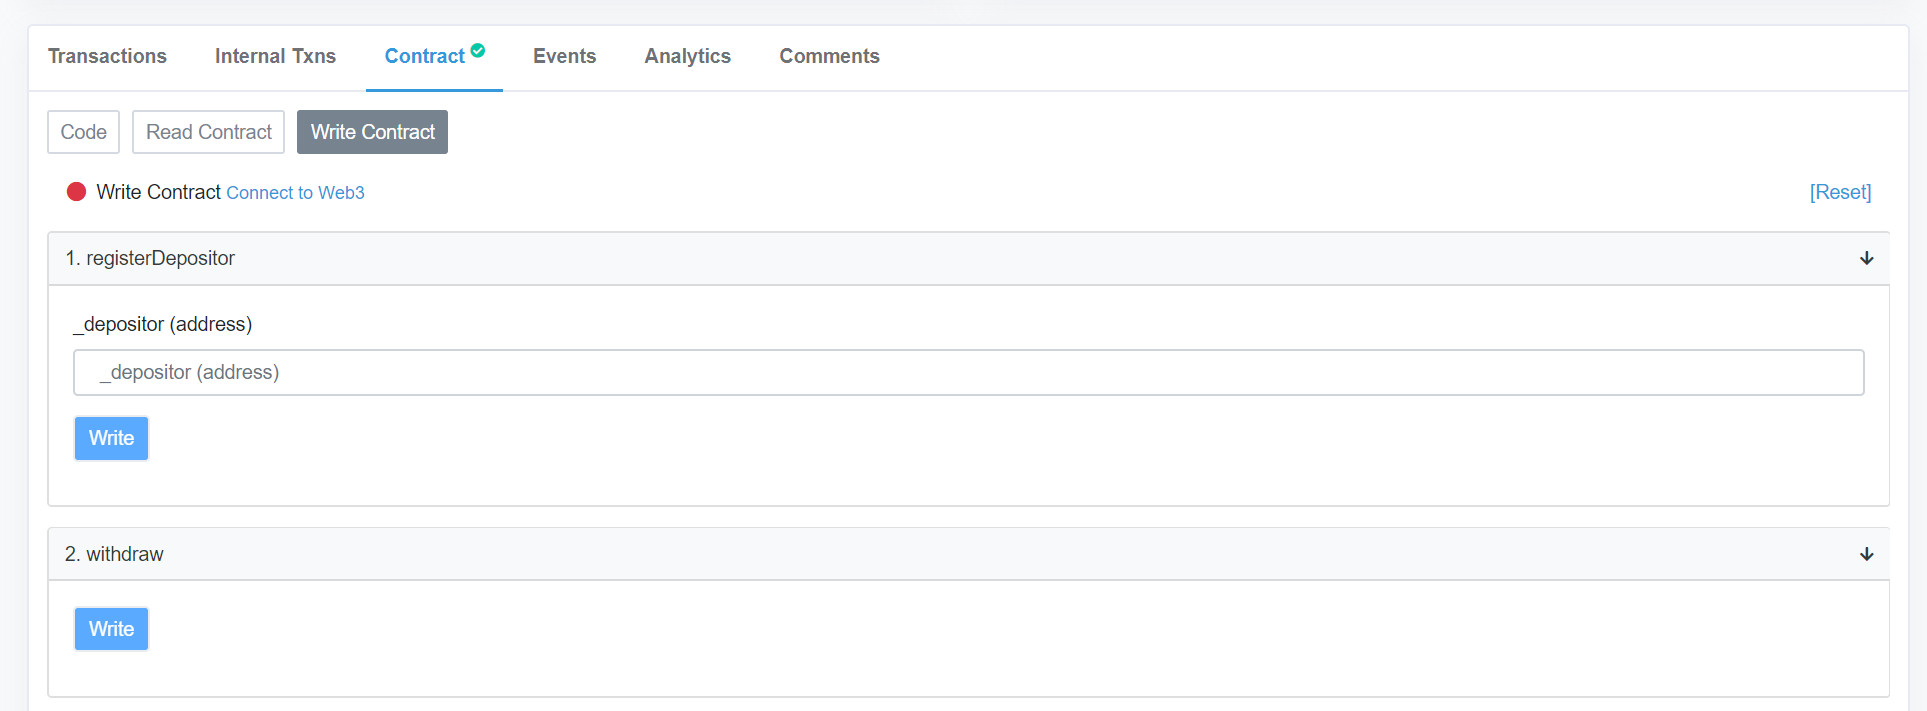 Transactions Internal Txns Contract Events Analytics Comments
Code Read Contract Write Contract
Write Contract Connect to Web3 [Reset]
1. registerDepositor
_depositor (address)
_depositor (address)
Write
2. withdraw
Write